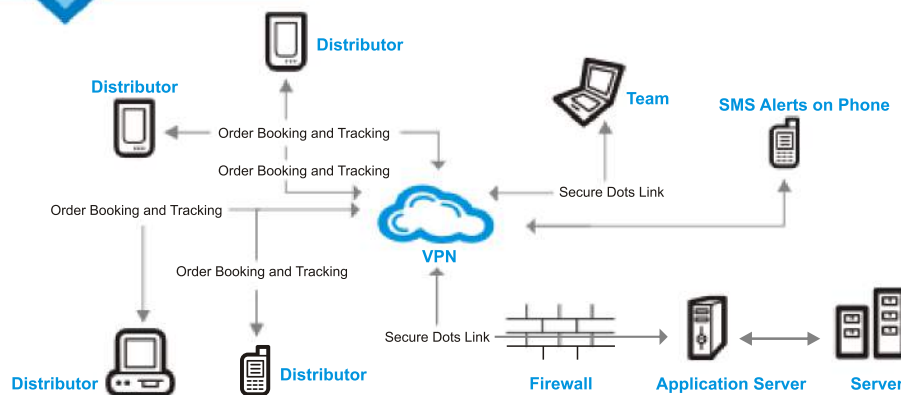 Distributor
Distributor
Team
SMS Alerts on Phone
Order Booking and Tracking
Order Booking and Tracking
Secure Dots Link
Order Booking and Tracking
VPN
Order Booking and Tracking
Secure Dots Link
Distributor
Distributor
Firewall
Application Server
Server